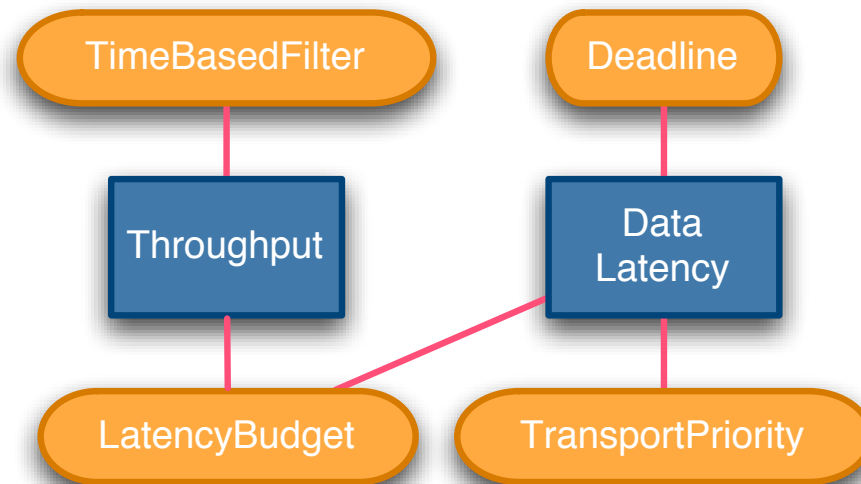 TimeBasedFilter
Deadline
Throughput
Data
Latency
LatencyBudget
TransportPriority